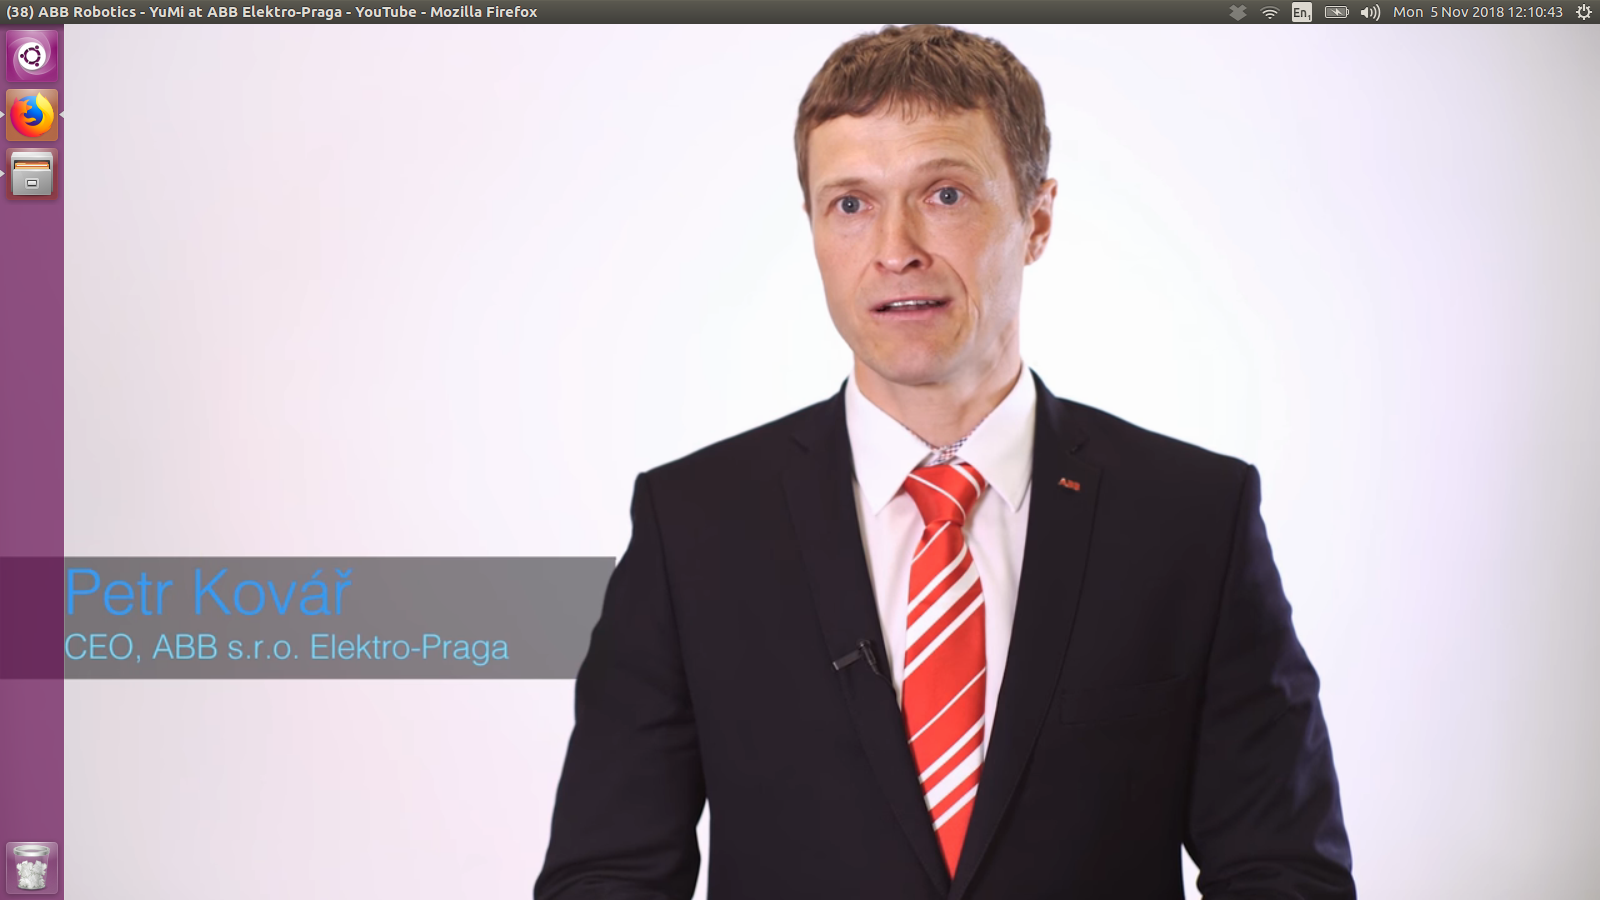 (38) ABB Robotics - YuMi at ABB Elektro-Praga - YouTube - Mozilla Firefox
En1
Mon 5 Nov 2018 12:10:43
ABB
Petr Kovář
CEO, ABB s.r.o. Elektro-Praga